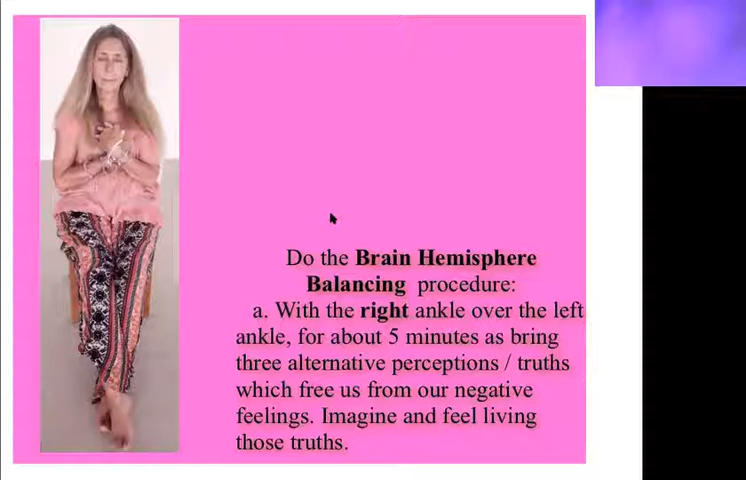 Do the Brain Hemisphere
Balancing procedure:
a. With the right ankle over the left
ankle, for about 5 minutes as bring
three alternative perceptions / truths
which free us from our negative
feelings. Imagine and feel living
those truths.